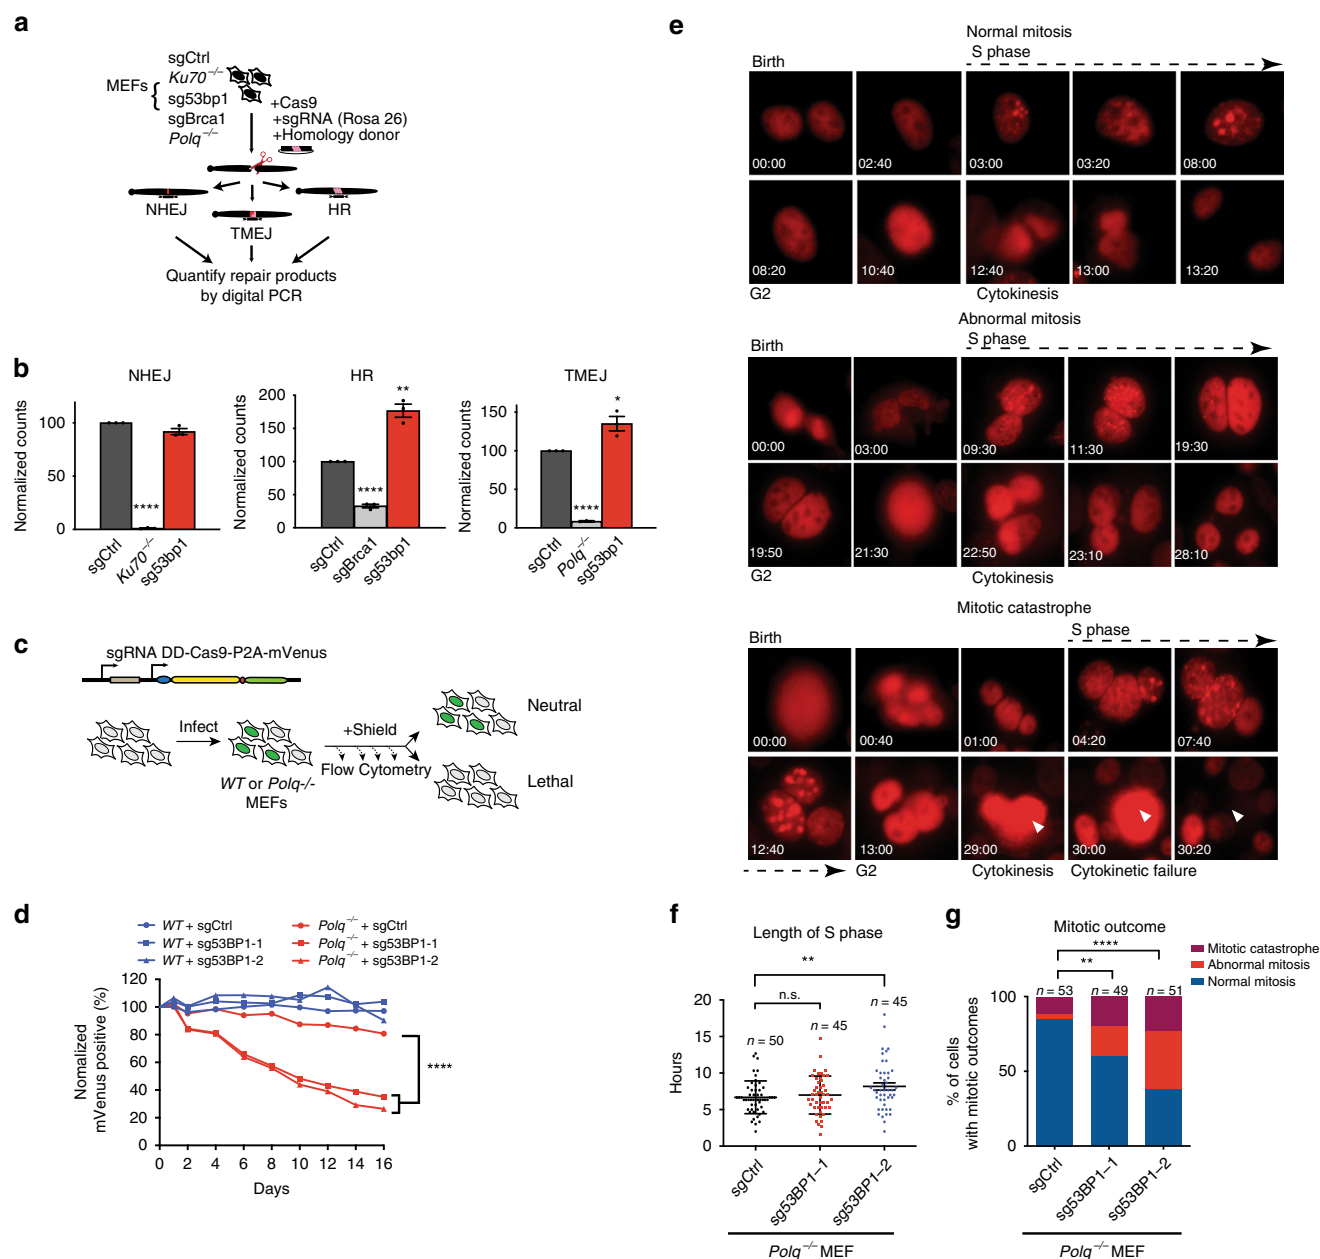 a
sgCtrl
Ku70–/–
MEFs
sg53bp1
sgBrca1
Polq–/–
+Cas9
+sgRNA (Rosa 26)
+Homology donor
NHEJ
HR
TMEJ
Quantify repair products
by digital PCR
b
NHEJ
Normalized counts
100
50
0
****
sgCtrl
Ku70–/–
sg53bp1
HR
Normalized counts
200
150
100
50
0
****
**
sgCtrl
sgBrca1
sg53bp1
TMEJ
Normalized counts
150
100
50
0
****
*
sgCtrl
Polq–/–
sg53bp1
c
sgRNA DD-Cas9-P2A-mVenus
Infect
+Shield
Flow Cytometry
Neutral
Lethal
WT or Polq-/-
MEFs
d
WT + sgCtrl
WT + sg53BP1-1
WT + sg53BP1-2
Polq–/– + sgCtrl
Polq–/– + sg53BP1-1
Polq–/– + sg53BP1-2
Nomalized
mVenus positive (%)
120
100
80
60
40
20
0
0 2 4 6 8 10 12 14 16
Days
****
e
Normal mitosis
Birth
S phase
00:00
02:40
03:00
03:20
08:00
08:20
10:40
12:40
13:00
13:20
G2
Cytokinesis
Abnormal mitosis
Birth
S phase
00:00
03:00
09:30
11:30
19:30
19:50
21:30
22:50
23:10
28:10
G2
Cytokinesis
Mitotic catastrophe
Birth
S phase
00:00
00:40
01:00
04:20
07:40
12:40
13:00
29:00
30:00
30:20
G2
Cytokinesis
Cytokinetic failure
f
Length of S phase
**
n.s.
n = 50
n = 45
n = 45
Hours
20
15
10
5
0
sgCtrl
sg53BP1–1
sg53BP1–2
Polq–/– MEF
g
Mitotic outcome
****
**
n = 53
n = 49
n = 51
Mitotic catastrophe
Abnormal mitosis
Normal mitosis
% of cells
with mitotic outcomes
100
50
0
sgCtrl
sg53BP1–1
sg53BP1–2
Polq–/– MEF